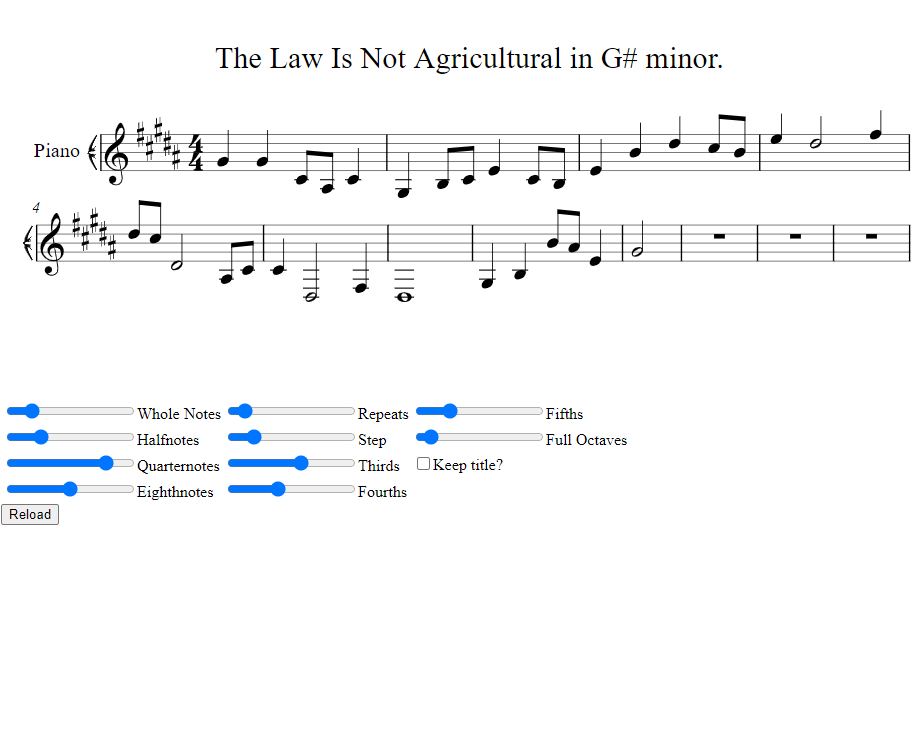 The Law Is Not Agricultural in G# minor.
Piano
4
4
4
Whole Notes Repeats Fifths
Halfnotes Step Full Octaves
Quarternotes Thirds Keep title?
Eighthnotes Fourths
Reload